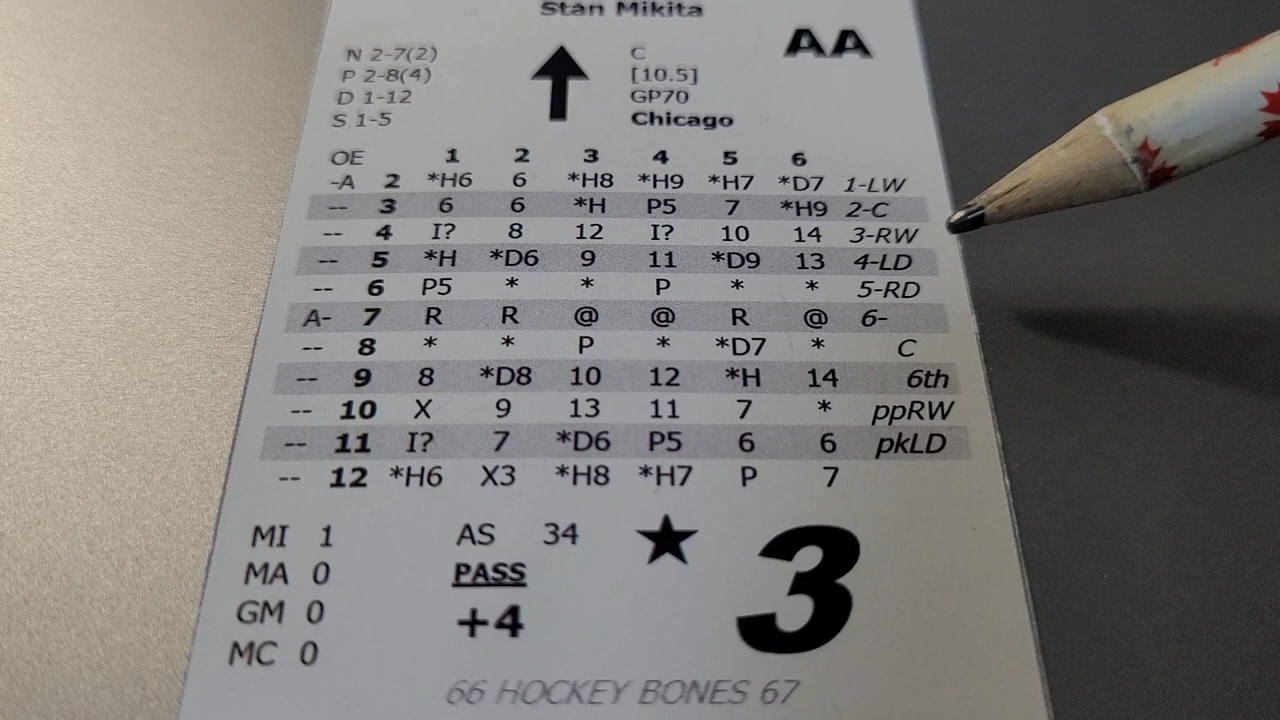 Stan Mikita
AA
N 2-7(2) C
P 2-8(4) [10.5]
D 1-12 GP70
S 1-5 Chicago
OE 1 2 3 4 5 6
-A 2 *H6 6 *H8 *H9 *H7 *D7 1-LW
-- 3 6 6 *H P5 7 *H9 2-C
-- 4 I? 8 12 I? 10 14 3-RW
-- 5 *H *D6 9 11 *D9 13 4-LD
-- 6 P5 * * P * * 5-RD
A- 7 R R @ @ R @ 6-
-- 8 * * P * *D7 * C
-- 9 8 *D8 10 12 *H 14 6th
-- 10 X 9 13 11 7 * ppRW
-- 11 I? 7 *D6 P5 6 6 pkLD
-- 12 *H6 X3 *H8 *H7 P 7
MI 1 AS 34 3
MA 0 PASS
GM 0 +4
MC 0
66 HOCKEY BONES 67